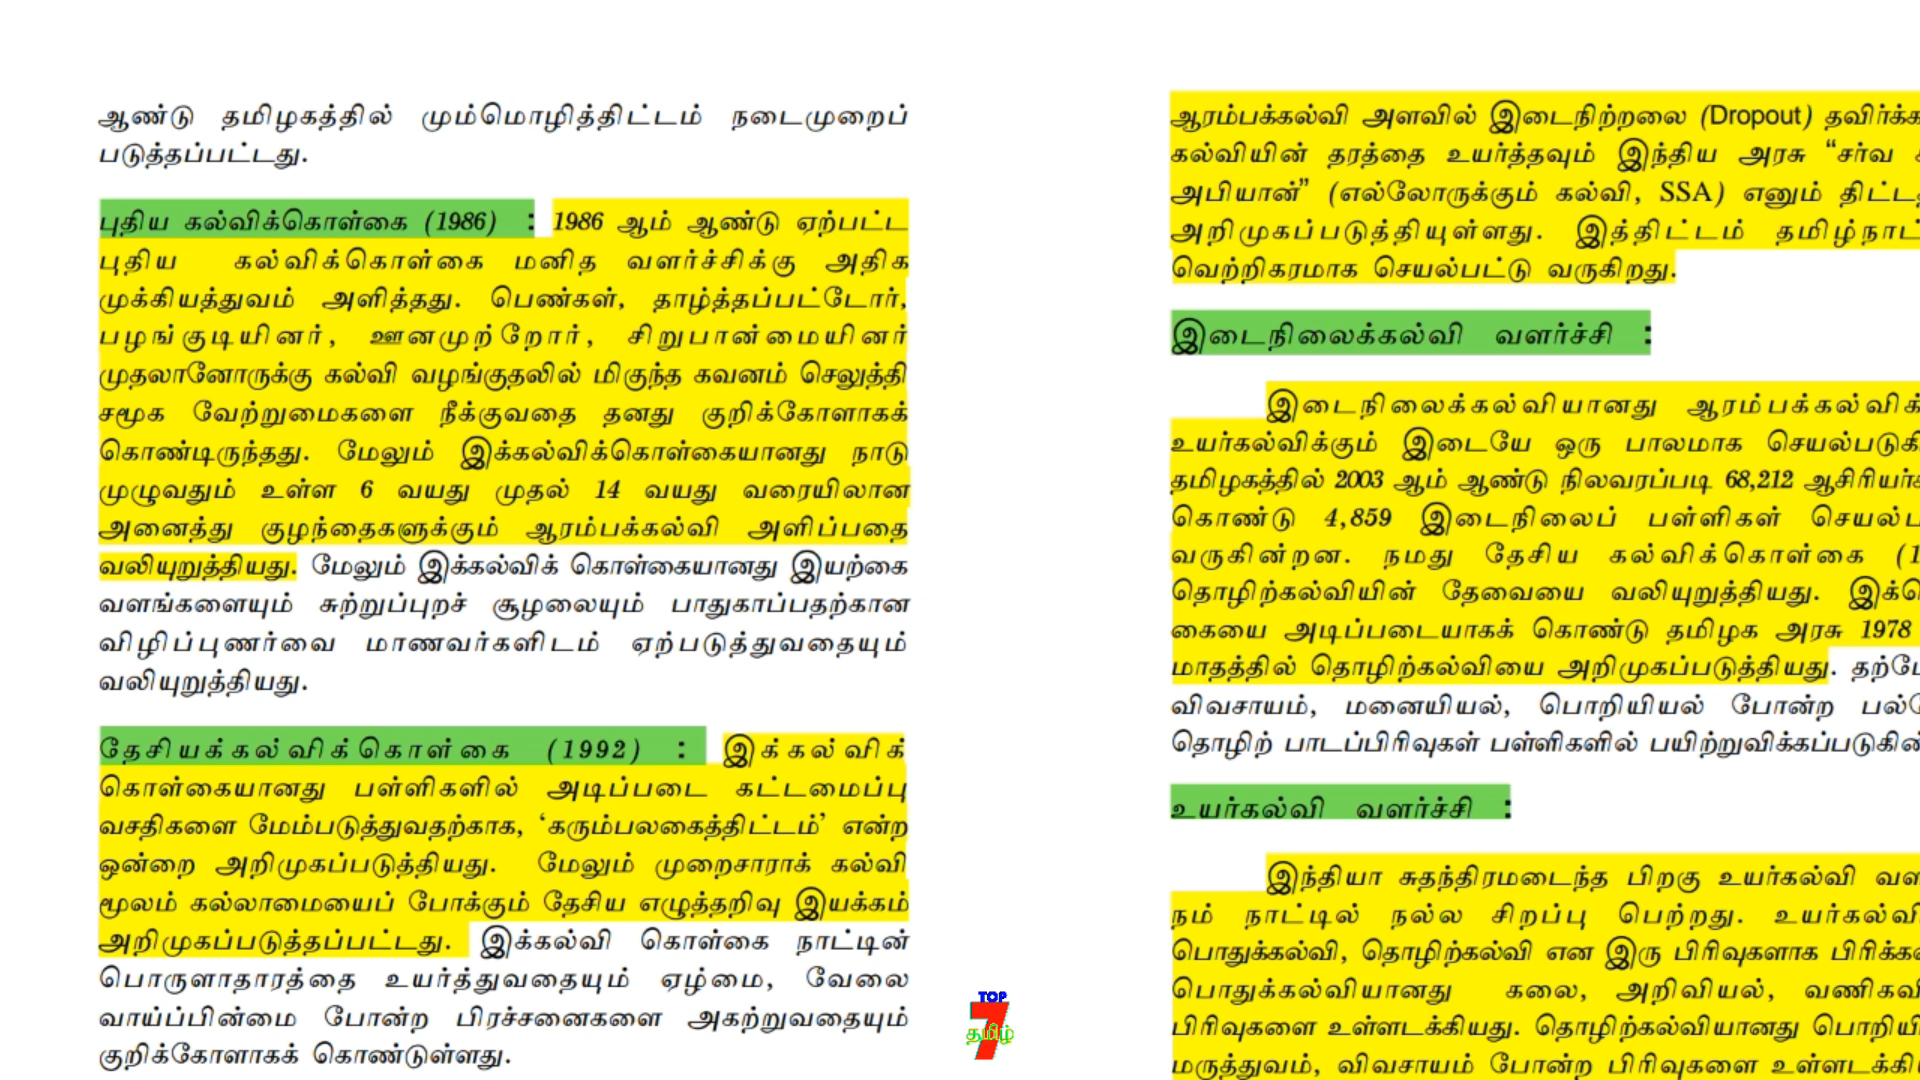 ஆண்டு தமிழகத்தில் மும்மொழித்திட்டம் நடைமுறைப்
படுத்தப்பட்டது.
புதிய கல்விக்கொள்கை (1986) : 1986 ஆம் ஆண்டு ஏற்பட்ட
புதிய கல்விக்கொள்கை மனித வளர்ச்சிக்கு அதிக
முக்கியத்துவம் அளித்தது. பெண்கள், தாழ்த்தப்பட்டோர்,
பழங்குடியினர், ஊனமுற்றோர், சிறுபான்மையினர்
முதலானோருக்கு கல்வி வழங்குதலில் மிகுந்த கவனம் செலுத்தி
சமூக வேற்றுமைகளை நீக்குவதை தனது குறிக்கோளாகக்
கொண்டிருந்தது. மேலும் இக்கல்விக்கொள்கையானது நாடு
முழுவதும் உள்ள 6 வயது முதல் 14 வயது வரையிலான
அனைத்து குழந்தைகளுக்கும் ஆரம்பக்கல்வி அளிப்பதை
வலியுறுத்தியது. மேலும் இக்கல்விக் கொள்கையானது இயற்கை
வளங்களையும் சுற்றுப்புறச் சூழலையும் பாதுகாப்பதற்கான
விழிப்புணர்வை மாணவர்களிடம் ஏற்படுத்துவதையும்
வலியுறுத்தியது.
தேசியக்கல்விக்கொள்கை (1992) : இக்கல்விக்
கொள்கையானது பள்ளிகளில் அடிப்படை கட்டமைப்பு
வசதிகளை மேம்படுத்துவதற்காக, ‘கரும்பலகைத்திட்டம்’ என்ற
ஒன்றை அறிமுகப்படுத்தியது. மேலும் முறைசாராக் கல்வி
மூலம் கல்லாமையைப் போக்கும் தேசிய எழுத்தறிவு இயக்கம்
அறிமுகப்படுத்தப்பட்டது. இக்கல்வி கொள்கை நாட்டின்
பொருளாதாரத்தை உயர்த்துவதையும் ஏழ்மை, வேலை
வாய்ப்பின்மை போன்ற பிரச்சனைகளை அகற்றுவதையும்
குறிக்கோளாகக் கொண்டுள்ளது.
ஆரம்பக்கல்வி அளவில் இடைநிற்றலை (Dropout)
கல்வியின் தரத்தை உயர்த்தவும் இந்திய அரசு “சர்வ
அபியான்” (எல்லோருக்கும் கல்வி, SSA) எனும்
அறிமுகப்படுத்தியுள்ளது. இத்திட்டம்
வெற்றிகரமாக செயல்பட்டு வருகிறது.
இடைநிலைக்கல்வி வளர்ச்சி :
இடைநிலைக்கல்வியானது
உயர்கல்விக்கும் இடையே ஒரு பாலமாக
தமிழகத்தில் 2003 ஆம் ஆண்டு நிலவரப்படி 68,212
கொண்டு 4,859 இடைநிலைப் பள்ளிகள்
வருகின்றன. நமது தேசிய கல்விக்கொள்கை
தொழிற்கல்வியின் தேவையை வலியுறுத்தியது.
கையை அடிப்படையாகக் கொண்டு தமிழக அரசு 1978
மாதத்தில் தொழிற்கல்வியை அறிமுகப்படுத்தியது.
விவசாயம், மனையியல், பொறியியல் போன்ற
தொழிற் பாடப்பிரிவுகள் பள்ளிகளில்
உயர்கல்வி வளர்ச்சி :
இந்தியா சுதந்திரமடைந்த பிறகு உயர்கல்வி
நம் நாட்டில் நல்ல சிறப்பு பெற்றது.
பொதுக்கல்வி, தொழிற்கல்வி என இரு பிரிவுகளாக
பொதுக்கல்வியானது கலை, அறிவியல்,
பிரிவுகளை உள்ளடக்கியது. தொழிற்கல்வியானது
மருத்துவம், விவசாயம் போன்ற பிரிவுகளை
TOP
7
தமிழ்